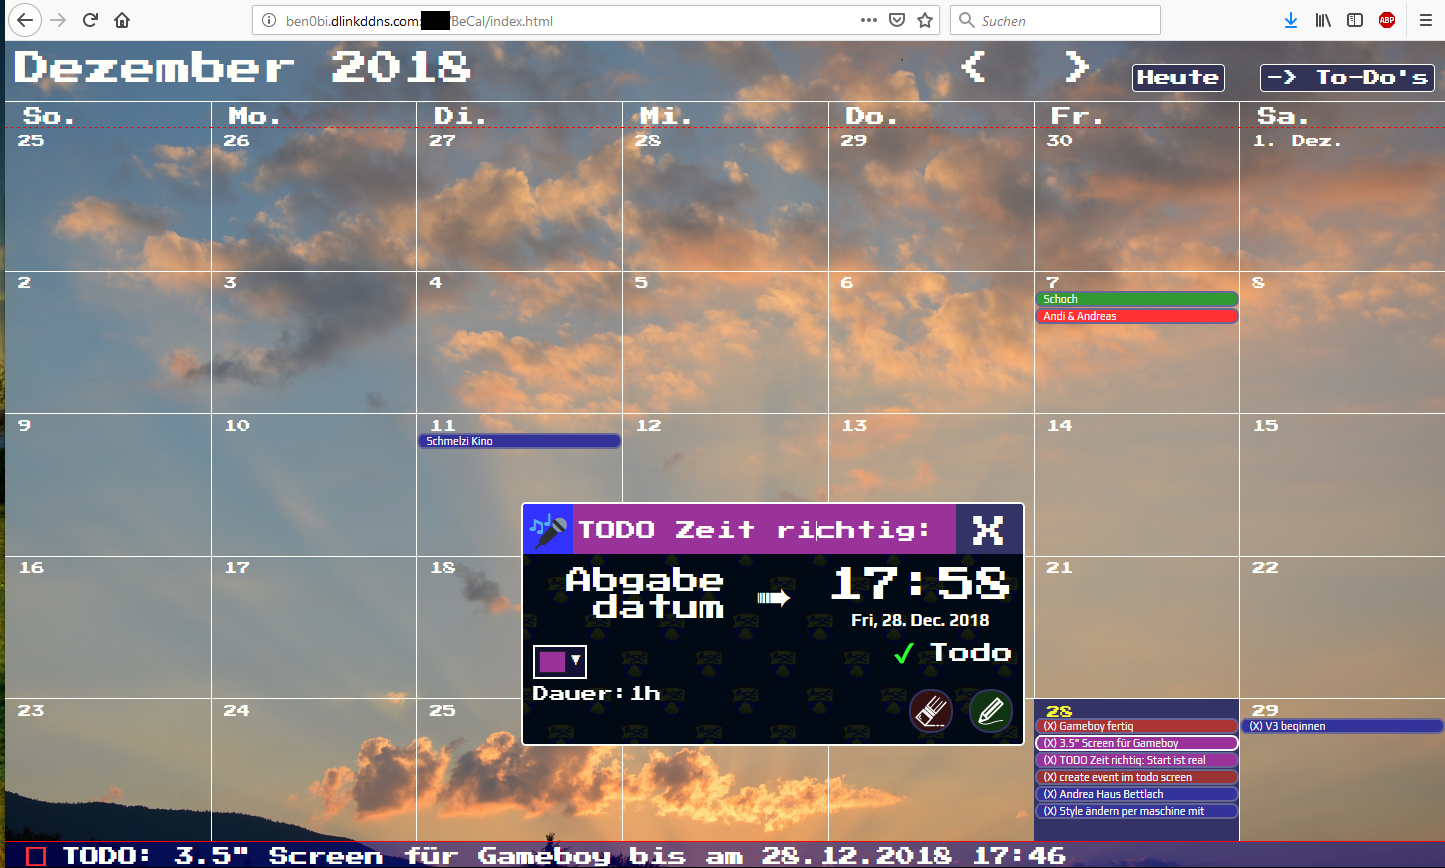 ben0bi.dlinkddns.com: /BeCal/index.html
Suchen
ABP
Dezember 2018
Heute
-> To-Do's
So. Mo. Di. Mi. Do. Fr. Sa.
25 26 27 28 29 30 1. Dez.
2 3 4 5 6 7 8
Schoch
Andi & Andreas
9 10 11 12 13 14 15
Schmelzi Kino
TODO Zeit richtig:
X
Abgabe
datum
17:58
Fri, 28. Dec. 2018
✓ Todo
Dauer: 1h
16 17 18 21 22
23 24 25 28 29
(X) Gameboy fertig
(X) 3.5" Screen für Gameboy
(X) TODO Zeit richtig: Start ist real
(X) create event im todo screen
(X) Andrea Haus Bettlach
(X) Style ändern per maschine mit
(X) V3 beginnen
TODO: 3.5" Screen für Gameboy bis am 28.12.2018 17:46